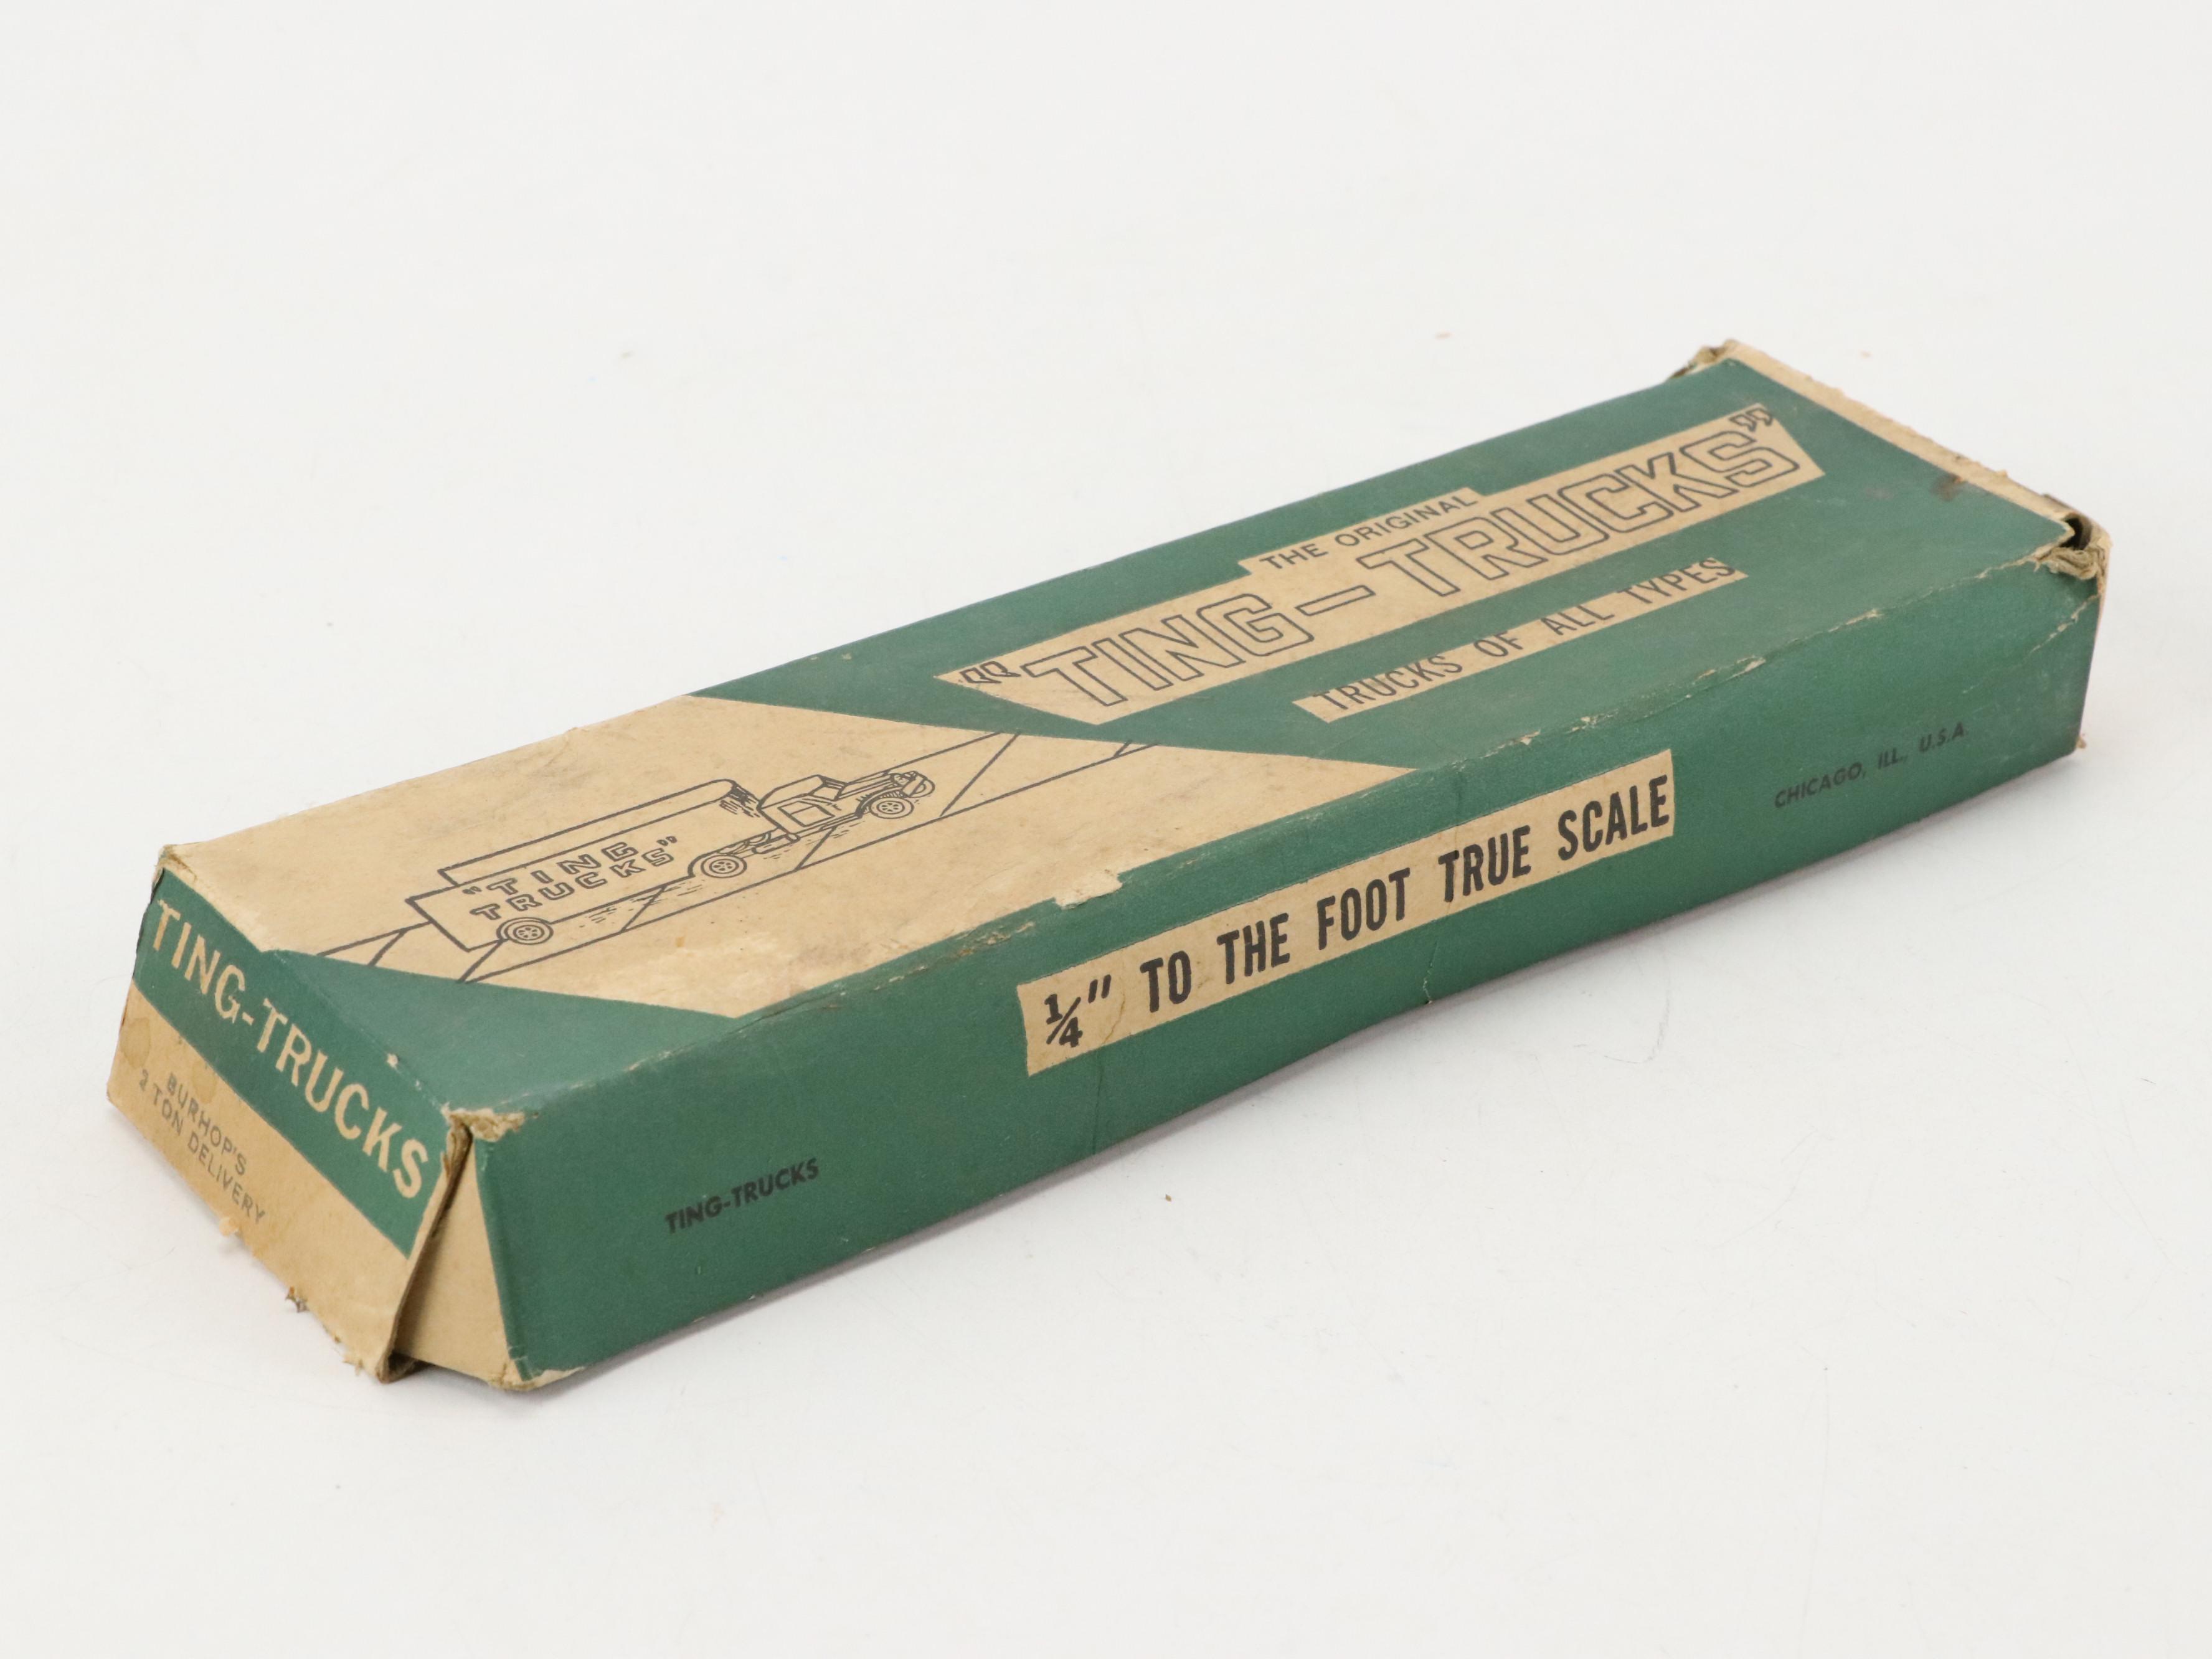 THE ORIGINAL
"TING-TRUCKS"
TRUCKS OF ALL TYPES
"TING
TRUCKS"
1/4" TO THE FOOT TRUE SCALE
TING-TRUCKS
CHICAGO, ILL., U.S.A.
TING-TRUCKS
BURHOP'S
2 TON DELIVERY